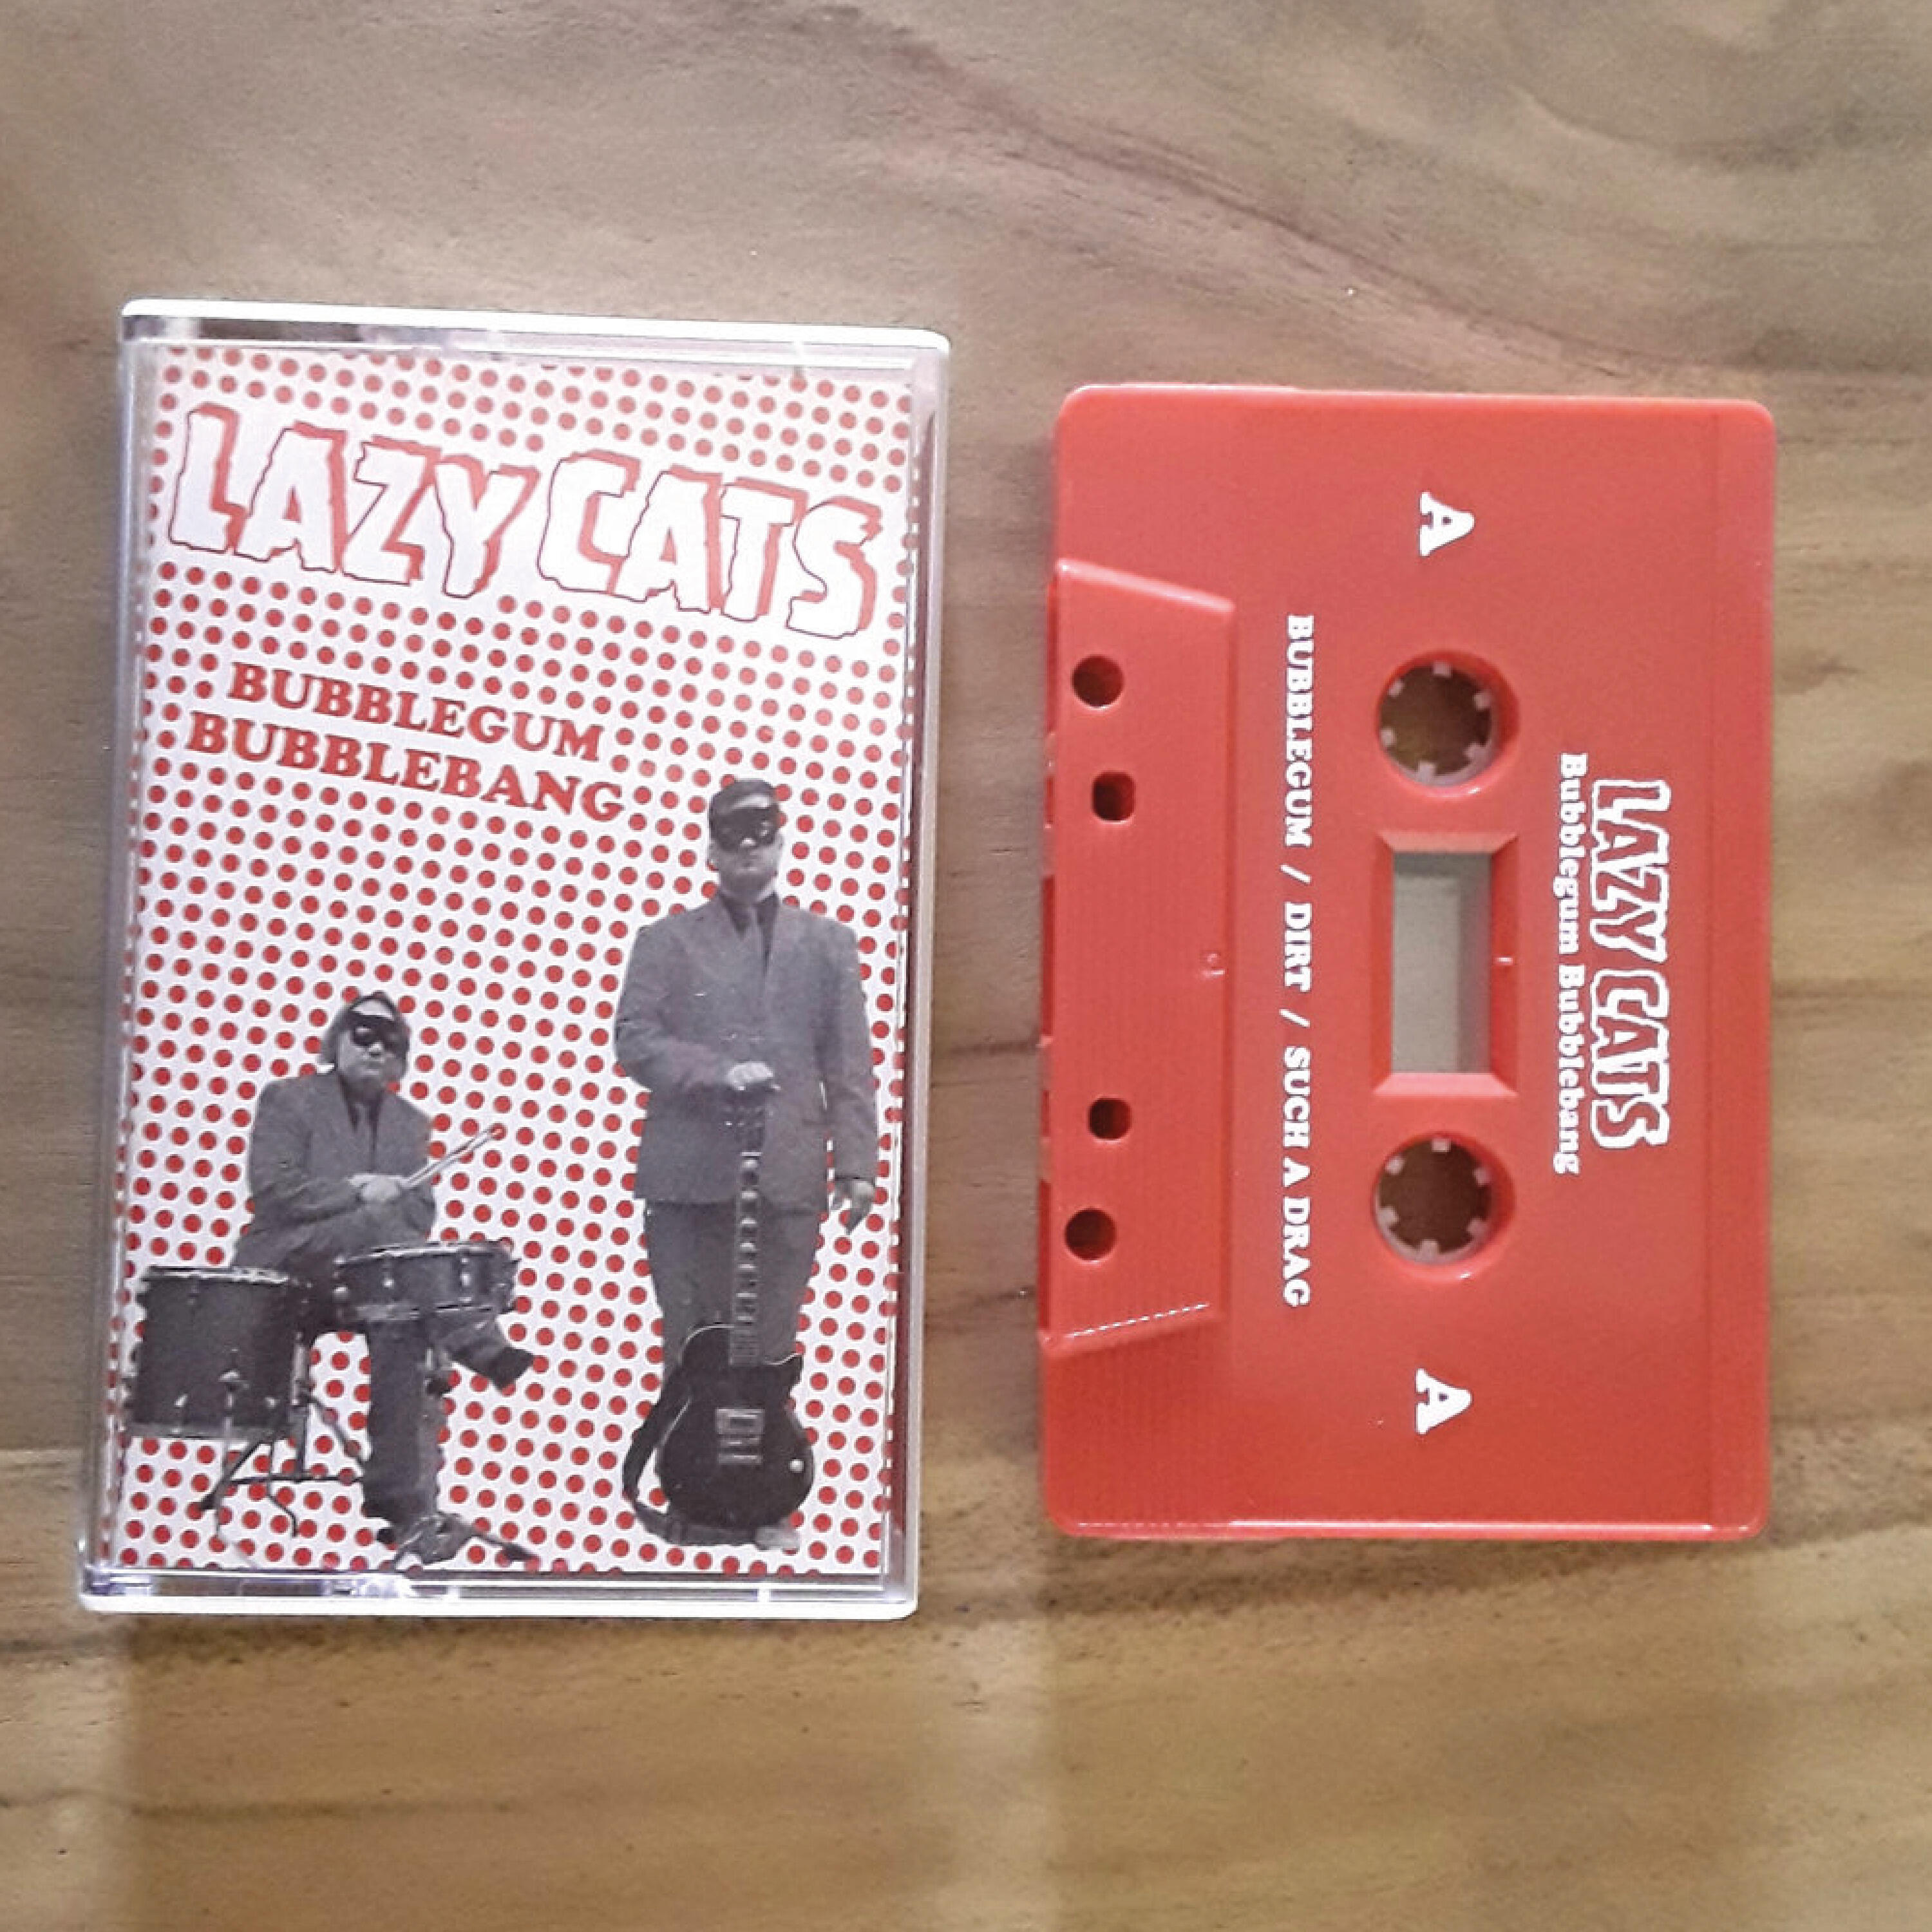 LAZY CATS
BUBBLEGUM
BUBBLEBANG
LAZY CATS
Bubblegum Bubblebang
A
A
BUBBLEGUM / DIRT / SUCH A DRAG